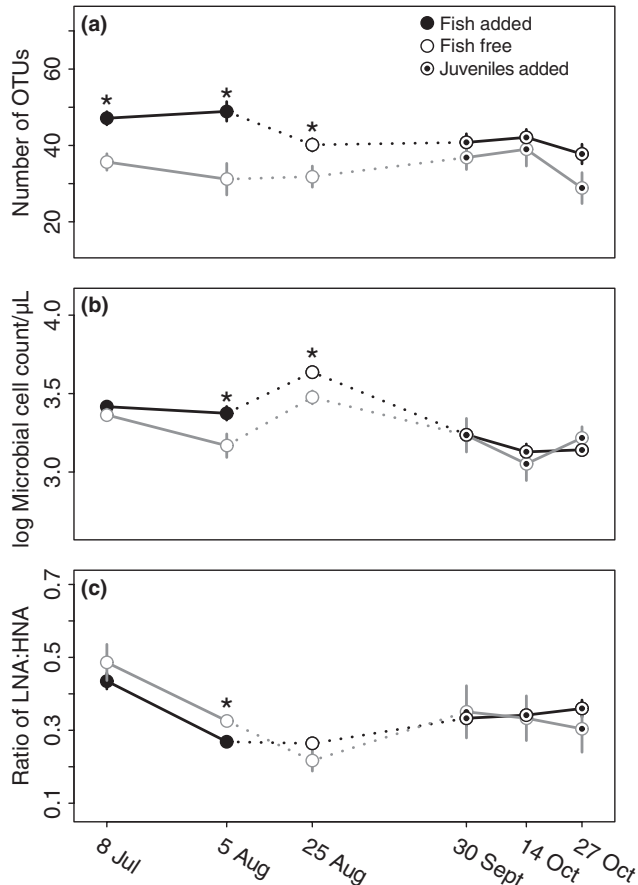 (a)
Fish added
Fish free
Juveniles added
Number of OTUs
60
40
20
*
*
*
(b)
log Microbial cell count/μL
4.0
3.5
3.0
*
*
(c)
Ratio of LNA:HNA
0.7
0.5
0.3
0.1
*
8 Jul
5 Aug
25 Aug
30 Sept
14 Oct
27 Oct